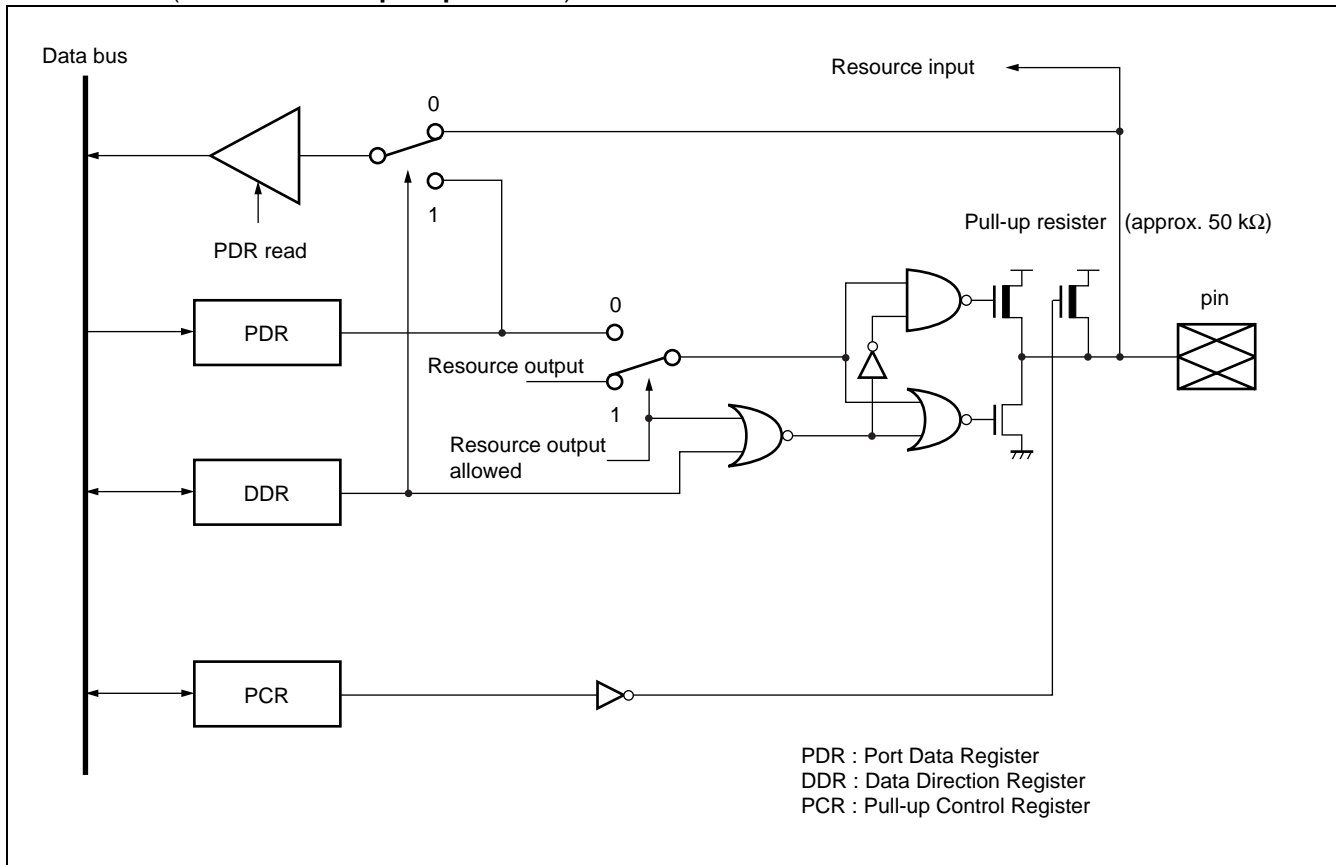 Data bus
Resource input
0
1
Pull-up resister (approx. 50 kΩ)
PDR read
pin
0
PDR
Resource output
1
Resource output
allowed
DDR
PCR
PDR : Port Data Register
DDR : Data Direction Register
PCR : Pull-up Control Register